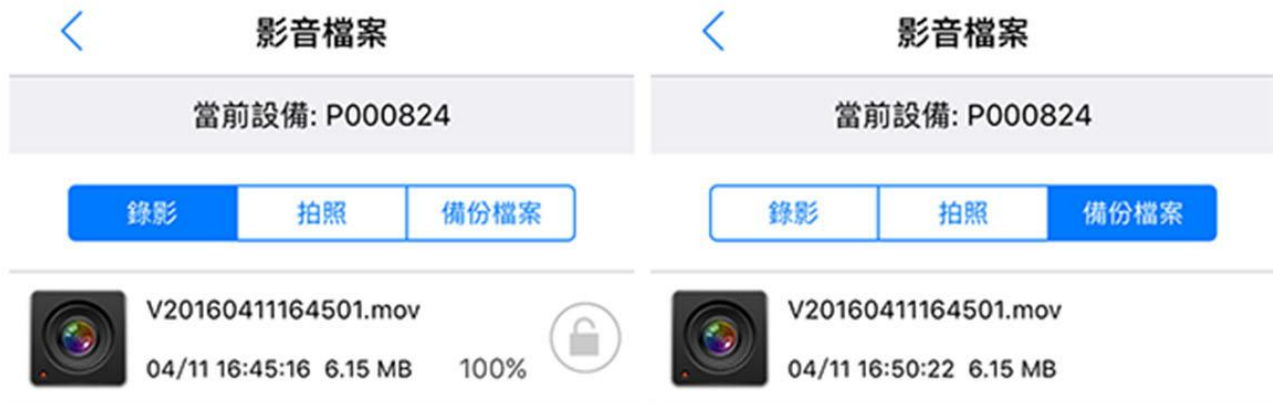 影音檔案
當前設備: P000824
錄影 拍照 備份檔案
V20160411164501.mov
04/11 16:45:16 6.15 MB 100%
影音檔案
當前設備: P000824
錄影 拍照 備份檔案
V20160411164501.mov
04/11 16:50:22 6.15 MB